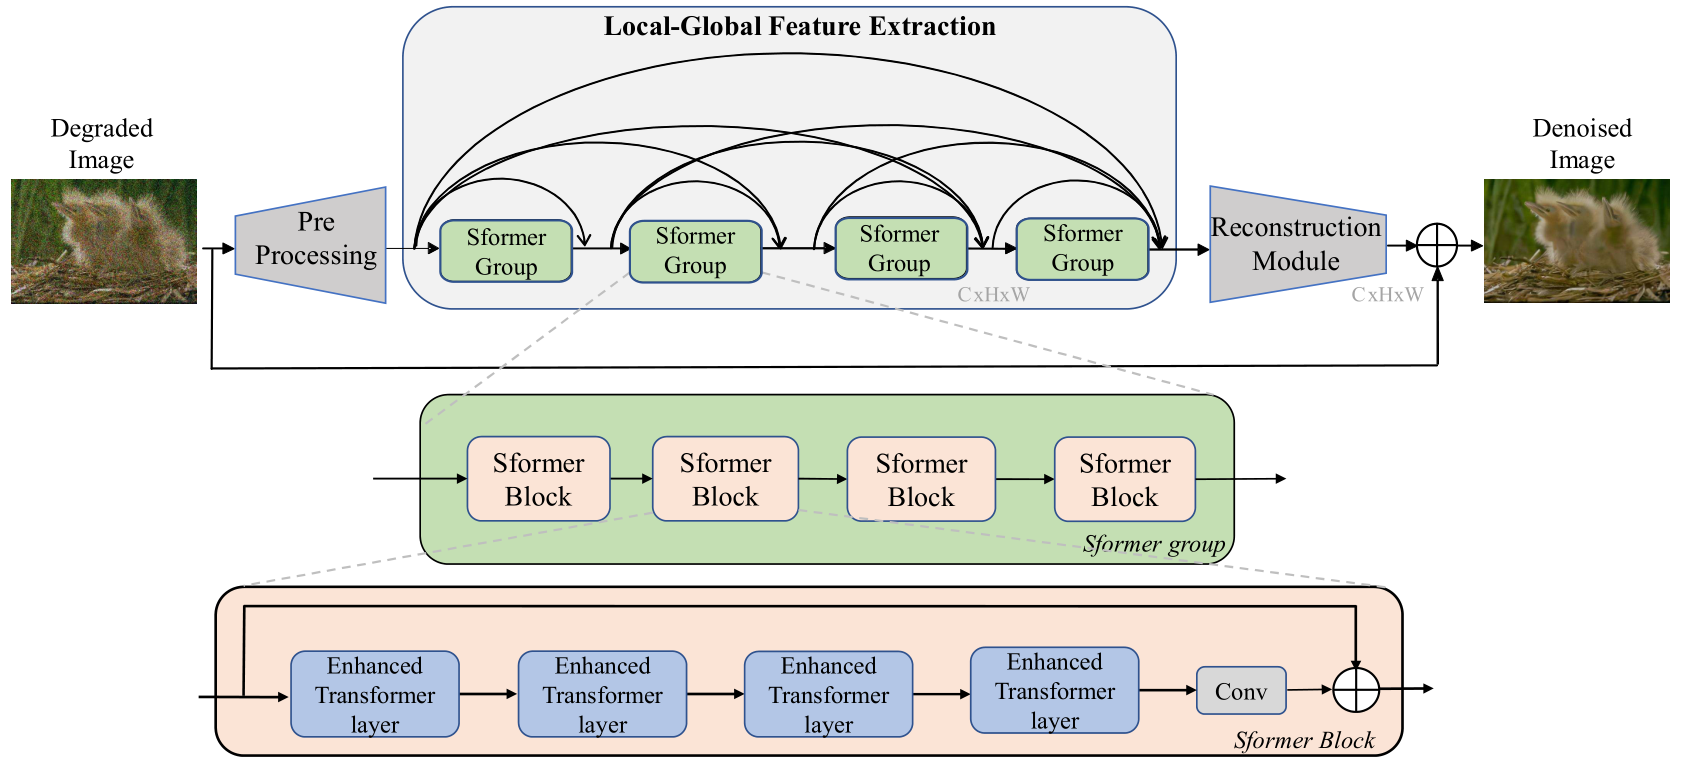 Local-Global Feature Extraction
Degraded
Image
Denoised
Image
Pre
Processing
Sformer
Group
Sformer
Group
Sformer
Group
Sformer
Group
CxHxW
Reconstruction
Module
CxHxW
Sformer
Block
Sformer
Block
Sformer
Block
Sformer
Block
Sformer group
Enhanced
Transformer
layer
Enhanced
Transformer
layer
Enhanced
Transformer
layer
Enhanced
Transformer
layer
Conv
Sformer Block